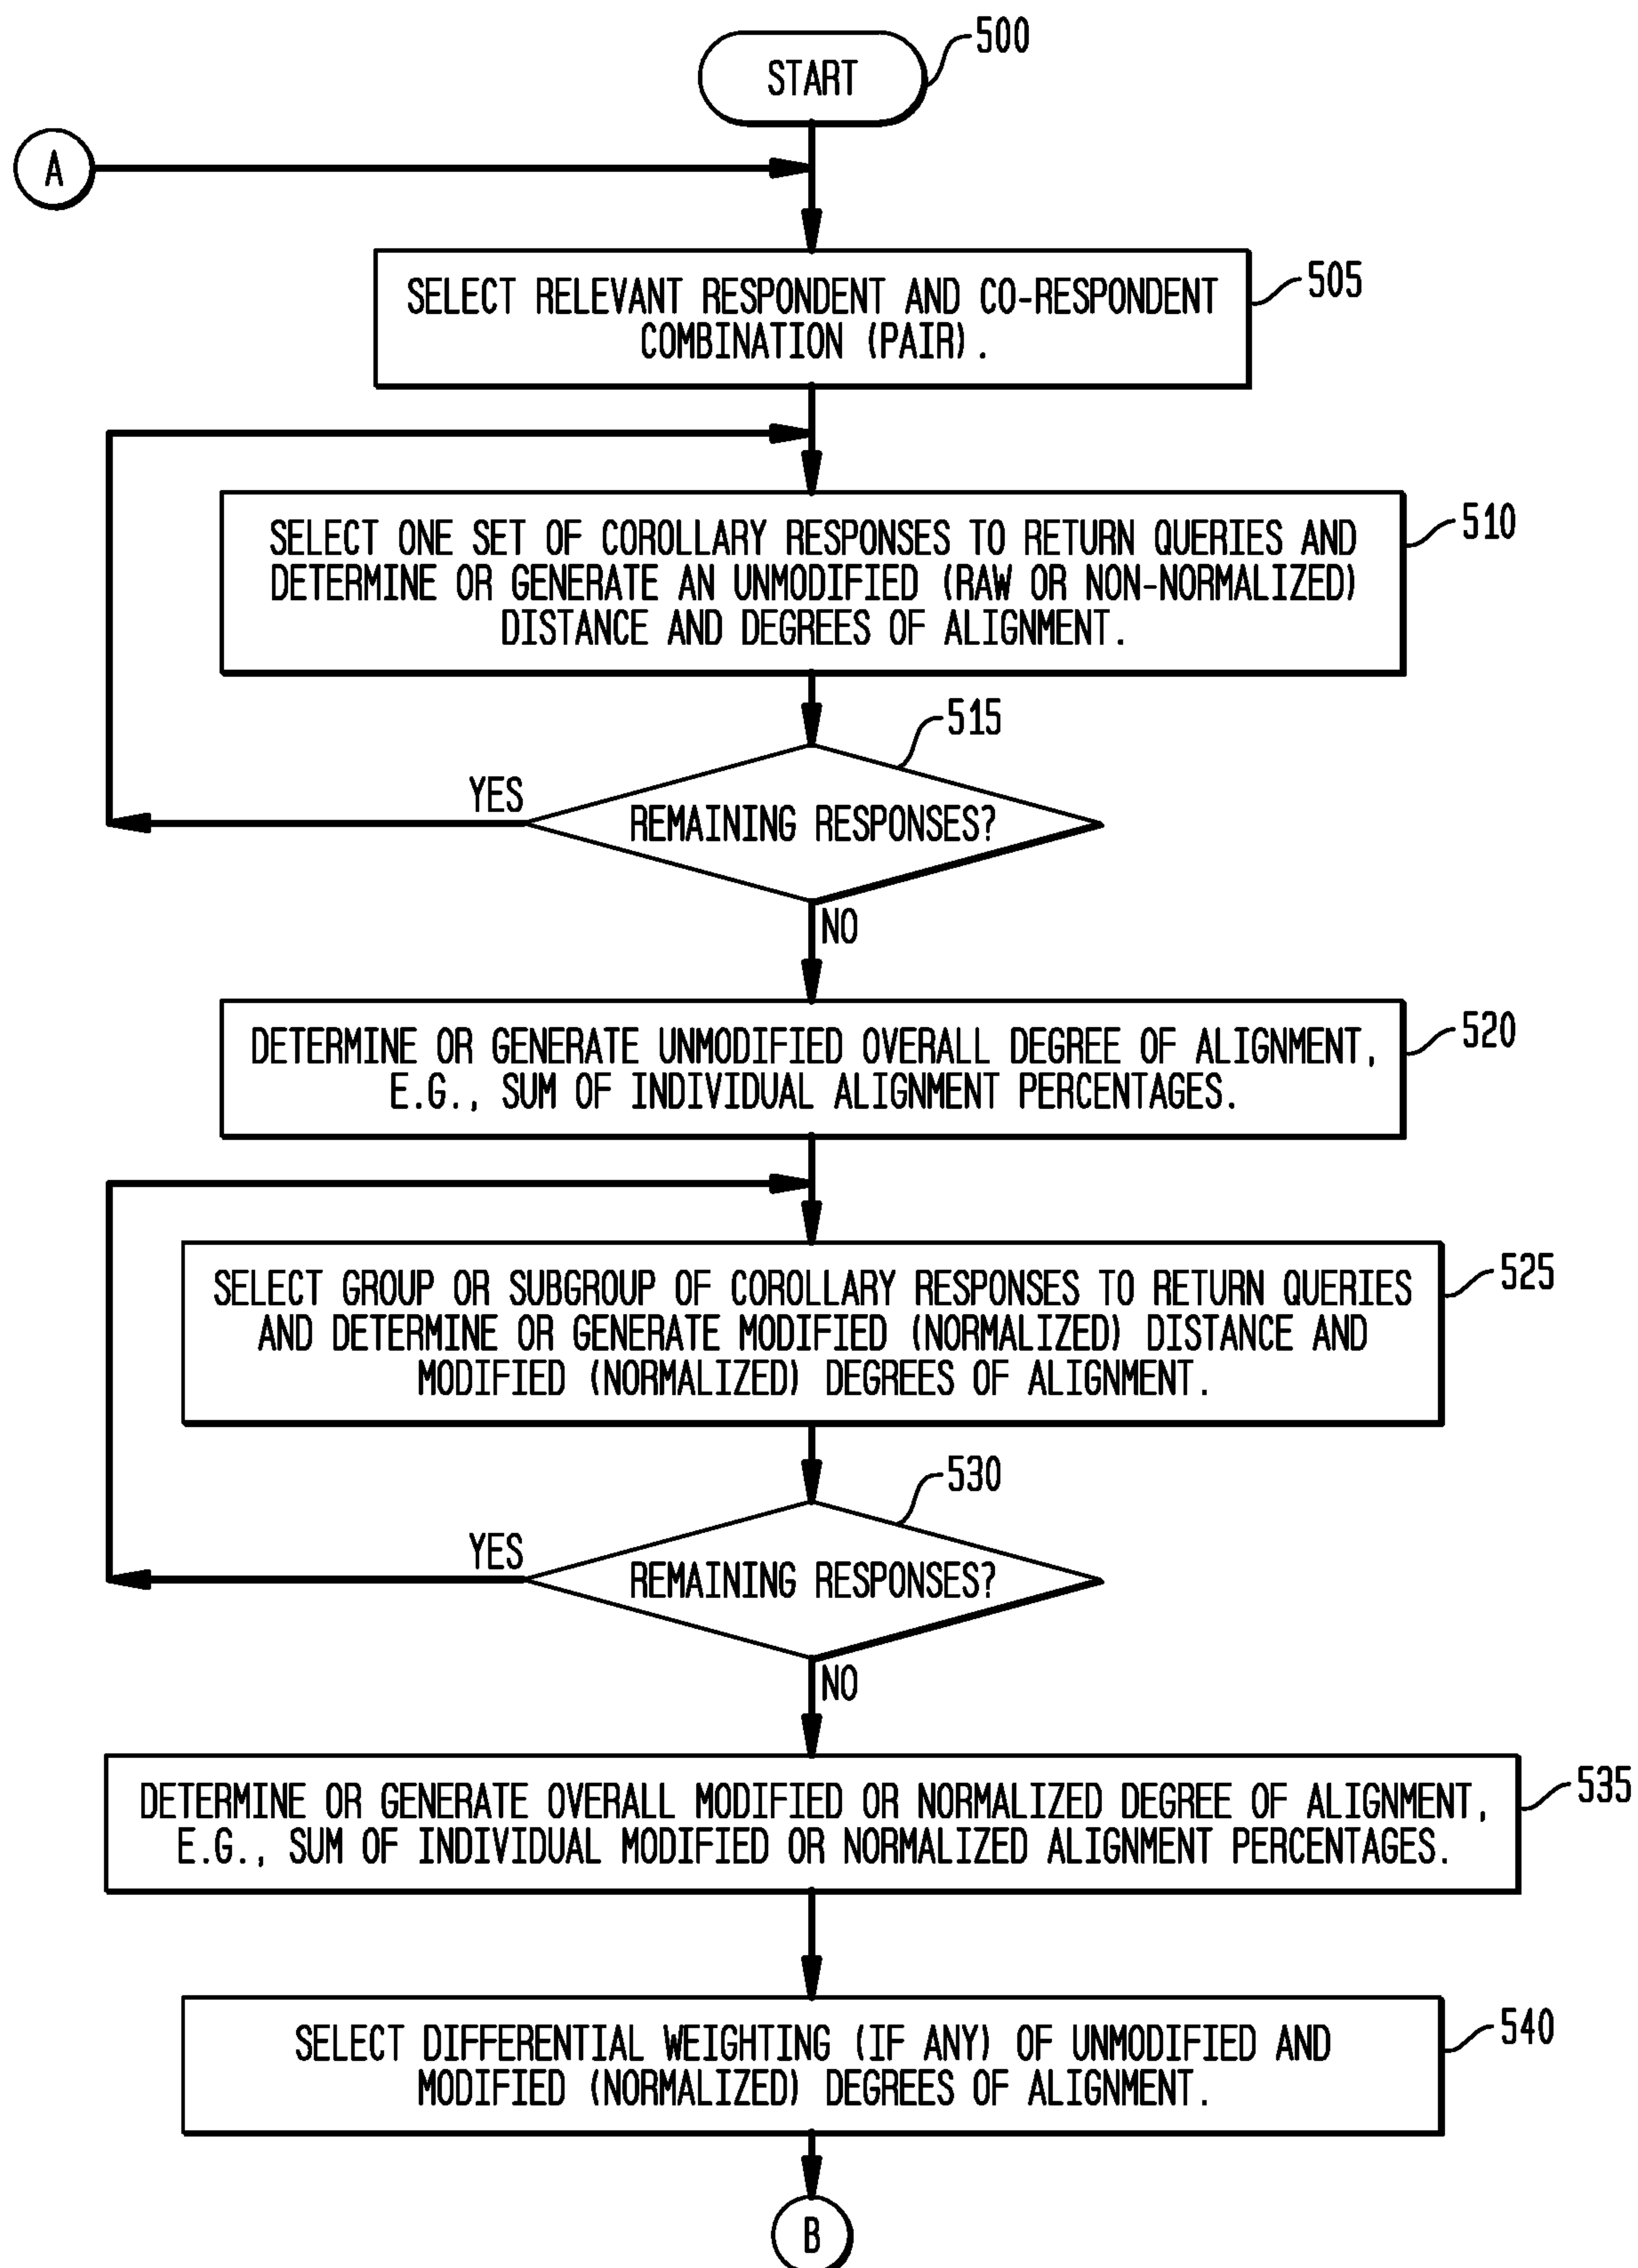 500
START
A
505
SELECT RELEVANT RESPONDENT AND CO-RESPONDENT
COMBINATION (PAIR).
510
SELECT ONE SET OF COROLLARY RESPONSES TO RETURN QUERIES AND
DETERMINE OR GENERATE AN UNMODIFIED (RAW OR NON-NORMALIZED)
DISTANCE AND DEGREES OF ALIGNMENT.
515
YES
REMAINING RESPONSES?
NO
520
DETERMINE OR GENERATE UNMODIFIED OVERALL DEGREE OF ALIGNMENT,
E.G., SUM OF INDIVIDUAL ALIGNMENT PERCENTAGES.
525
SELECT GROUP OR SUBGROUP OF COROLLARY RESPONSES TO RETURN QUERIES
AND DETERMINE OR GENERATE MODIFIED (NORMALIZED) DISTANCE AND
MODIFIED (NORMALIZED) DEGREES OF ALIGNMENT.
530
YES
REMAINING RESPONSES?
NO
535
DETERMINE OR GENERATE OVERALL MODIFIED OR NORMALIZED DEGREE OF ALIGNMENT,
E.G., SUM OF INDIVIDUAL MODIFIED OR NORMALIZED ALIGNMENT PERCENTAGES.
540
SELECT DIFFERENTIAL WEIGHTING (IF ANY) OF UNMODIFIED AND
MODIFIED (NORMALIZED) DEGREES OF ALIGNMENT.
B